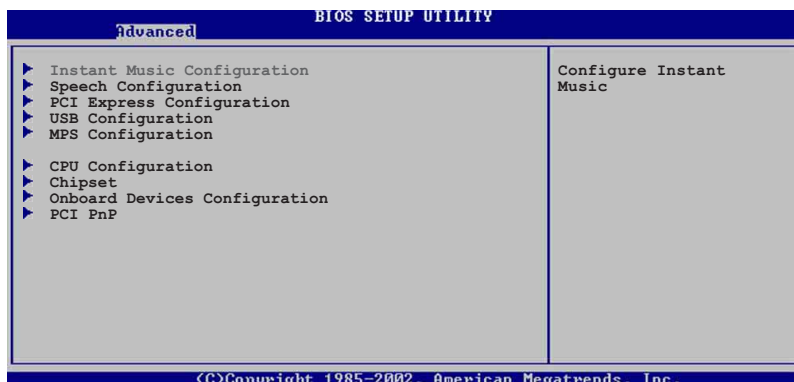 BIOS SETUP UTILITY
Advanced
Instant Music Configuration
Speech Configuration
PCI Express Configuration
USB Configuration
MPS Configuration
CPU Configuration
Chipset
Onboard Devices Configuration
PCI PnP
Configure Instant
Music
(C)Copyright 1985-2002, American Megatrends, Inc.